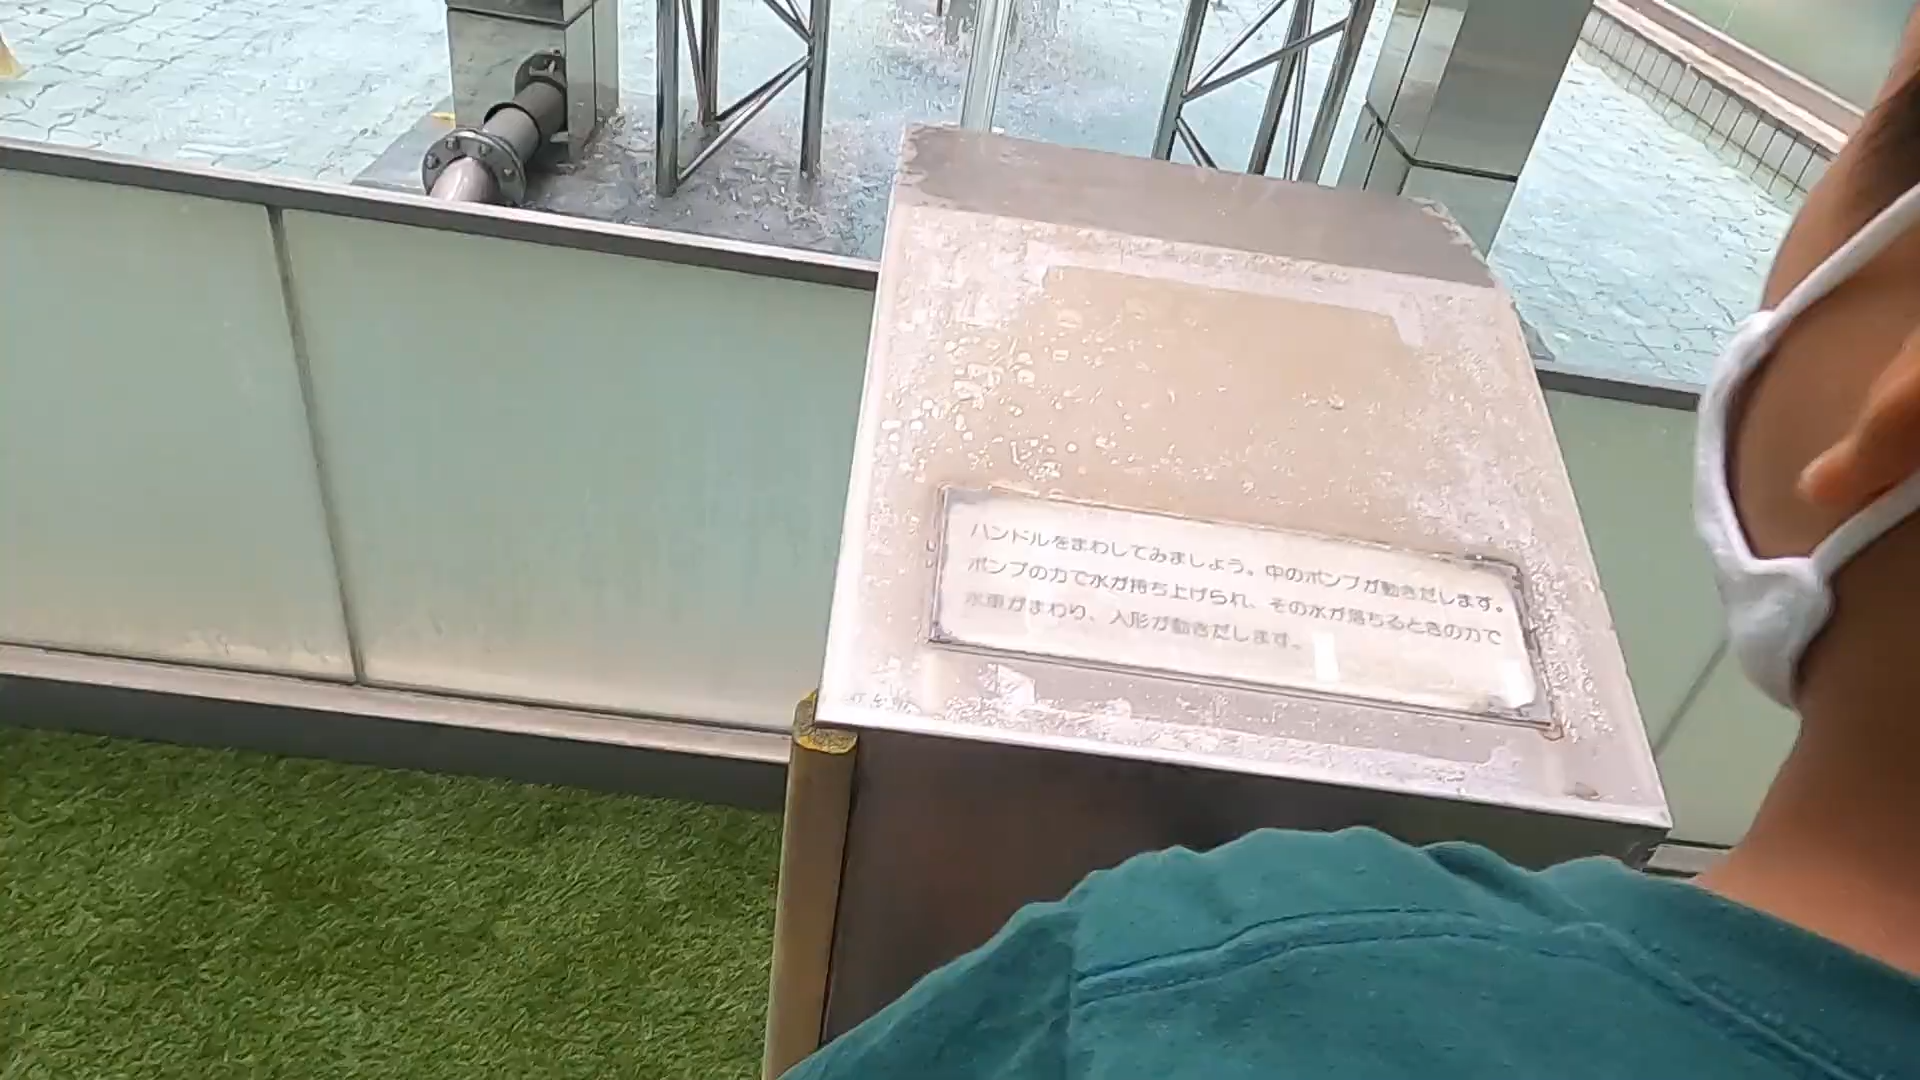 ハンドルをまわしてみましょう。中のポンプが動きだします。
ポンプの力で水が持ち上げられ、その水が落ちるときの力で
水車がまわり、人形が動きだします。